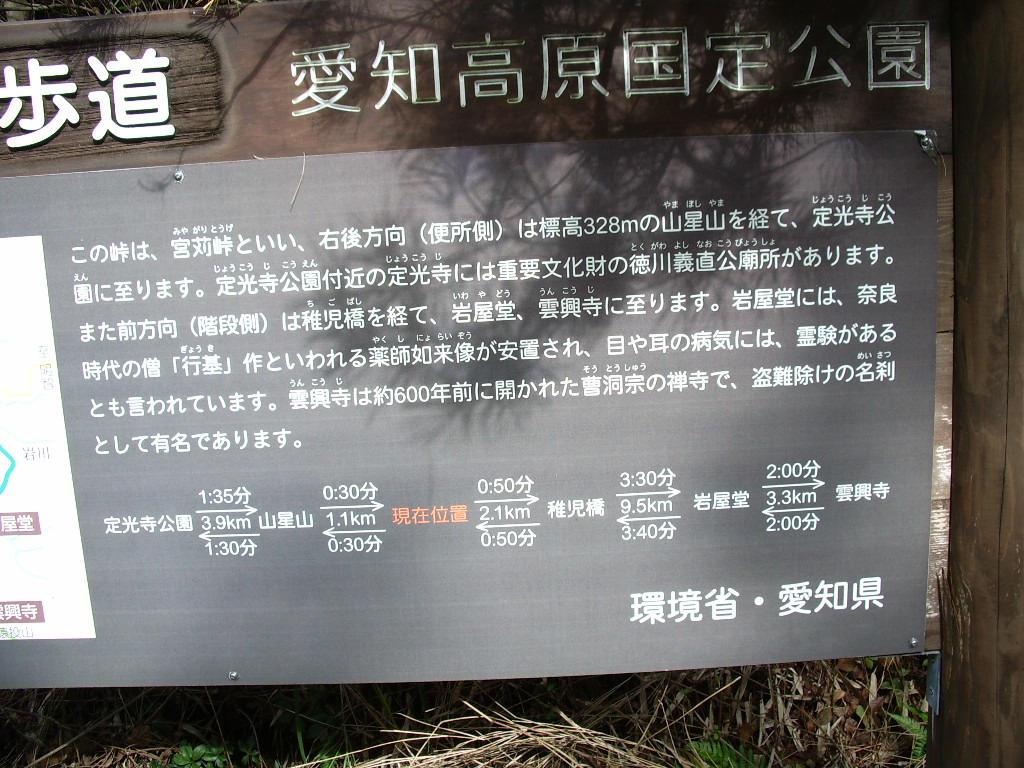 歩道
愛知高原国定公園
この峠は、宮苅峠といい、右後方向（便所側）は標高328mの山星山を経て、定光寺公
園に至ります。定光寺公園付近の定光寺には重要文化財の徳川義直公廟所があります。
また前方向（階段側）は稚児橋を経て、岩屋堂、雲興寺に至ります。岩屋堂には、奈良
時代の僧「行基」作といわれる薬師如来像が安置され、目や耳の病気には、霊験がある
とも言われています。雲興寺は約600年前に開かれた曹洞宗の禅寺で、盗難除けの名刹
として有名であります。
定光寺公園 1:35分 3.9km 1:30分 山星山 0:30分 1.1km 0:30分 現在位置 0:50分 2.1km 0:50分 稚児橋 3:30分 9.5km 3:40分 岩屋堂 2:00分 3.3km 2:00分 雲興寺
環境省・愛知県
岩川
屋堂
雲興寺
猿投山